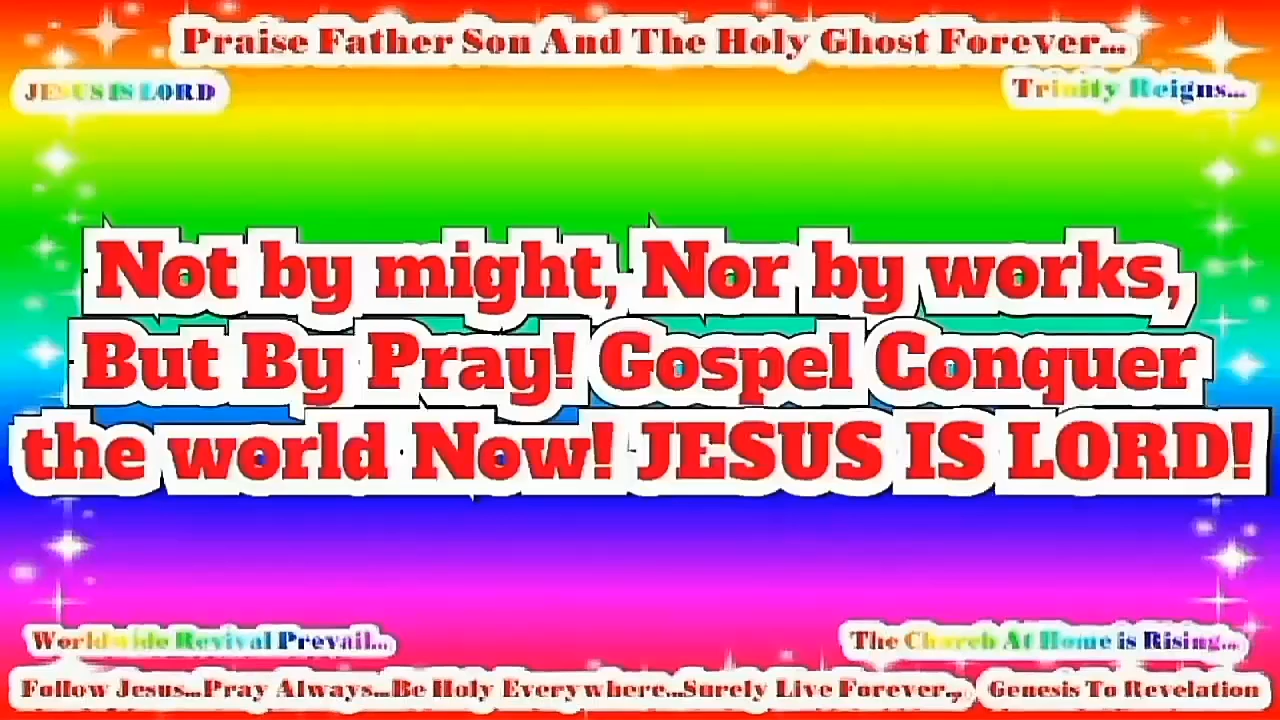 Praise Father Son And The Holy Ghost Forever...
JESUS IS LORD
Trinity Reigns...
Not by might, Nor by works,
But By Pray! Gospel Conquer
the world Now! JESUS IS LORD!
Worldwide Revival Prevail...
The Church At Home is Rising...
Follow Jesus...Pray Always...Be Holy Everywhere...Surely Live Forever...
Genesis To Revelation